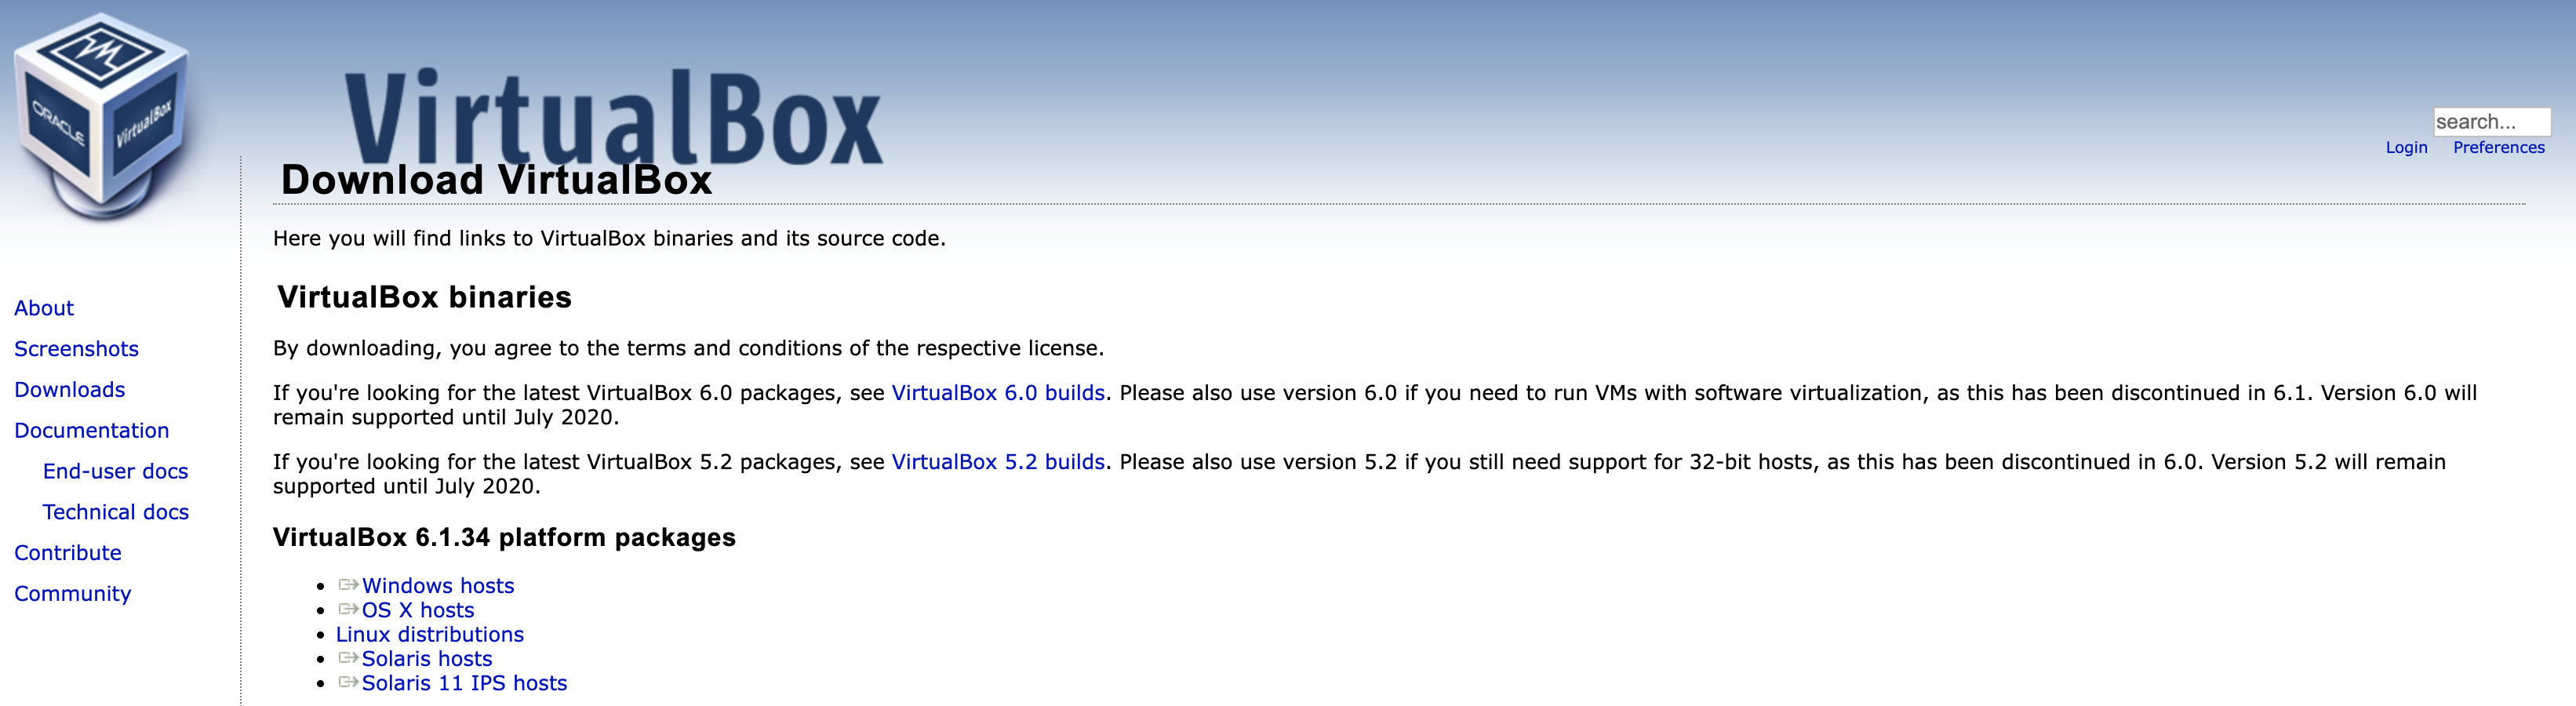 ORACLE
VirtualBox
VirtualBox
search...
Login
Preferences
Download VirtualBox
Here you will find links to VirtualBox binaries and its source code.
About
Screenshots
Downloads
Documentation
End-user docs
Technical docs
Contribute
Community
VirtualBox binaries
By downloading, you agree to the terms and conditions of the respective license.
If you're looking for the latest VirtualBox 6.0 packages, see VirtualBox 6.0 builds. Please also use version 6.0 if you need to run VMs with software virtualization, as this has been discontinued in 6.1. Version 6.0 will
remain supported until July 2020.
If you're looking for the latest VirtualBox 5.2 packages, see VirtualBox 5.2 builds. Please also use version 5.2 if you still need support for 32-bit hosts, as this has been discontinued in 6.0. Version 5.2 will remain
supported until July 2020.
VirtualBox 6.1.34 platform packages
• Windows hosts
• OS X hosts
• Linux distributions
• Solaris hosts
• Solaris 11 IPS hosts